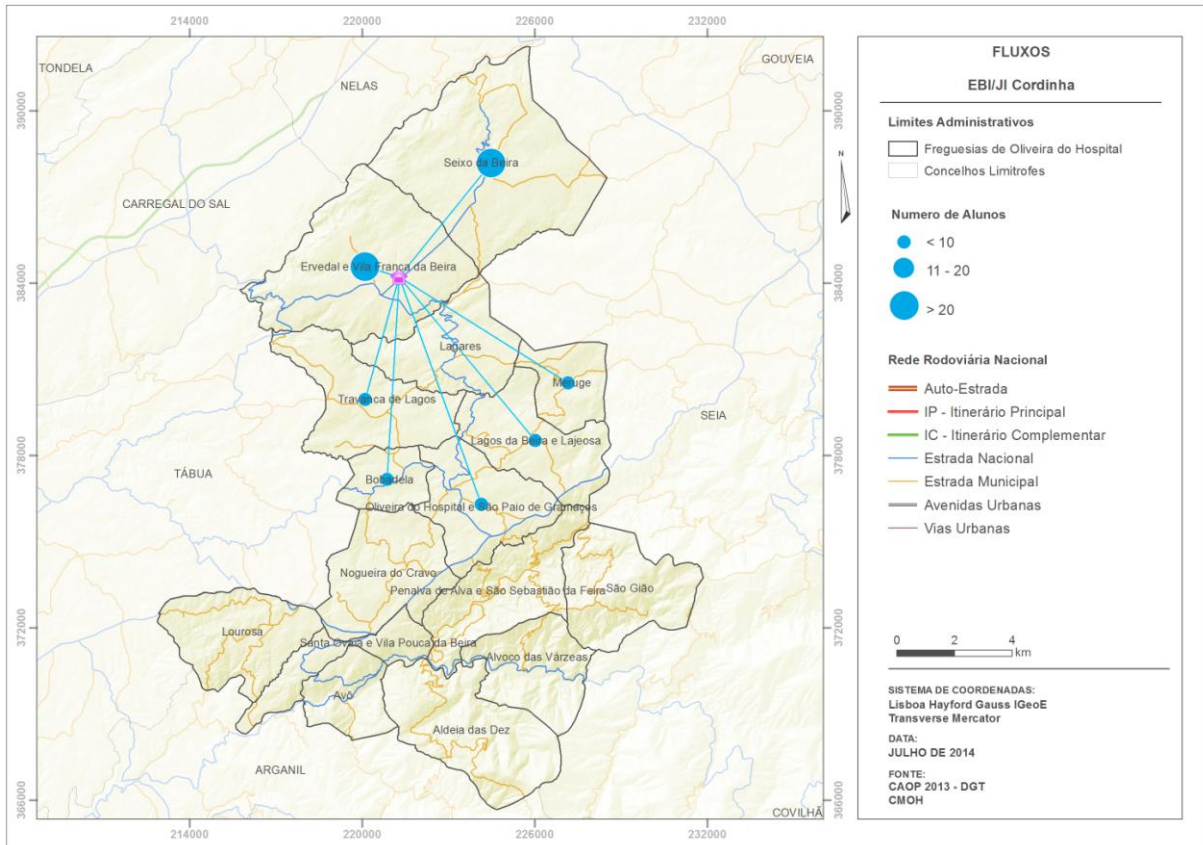 214000
220000
226000
232000
TONDELA
NELAS
GOUVEIA
390000
390000
Seixo da Beira
CARREGAL DO SAL
Ervedal e Vila Franca da Beira
384000
384000
Lagares
Meruge
Travanca de Lagos
SEIA
Lagos da Beira e Lajeosa
378000
378000
TÁBUA
Bobadela
Oliveira do Hospital e São Paio de Gramaços
Nogueira do Cravo
Penalva de Alva e São Sebastião da Feira
São Gião
372000
372000
Lourosa
Santa Ovaia e Vila Pouca da Beira
Alvoco das Várzeas
Avô
Aldeia das Dez
ARGANIL
366000
366000
COVILHÃ
214000
220000
226000
232000
N
FLUXOS
EBI/JI Cordinha
Limites Administrativos
Freguesias de Oliveira do Hospital
Concelhos Limitrofes
Numero de Alunos
< 10
11 - 20
> 20
Rede Rodoviária Nacional
Auto-Estrada
IP - Itinerário Principal
IC - Itinerário Complementar
Estrada Nacional
Estrada Municipal
Avenidas Urbanas
Vias Urbanas
0 2 4
km
SISTEMA DE COORDENADAS:
Lisboa Hayford Gauss IGeoE
Transverse Mercator
DATA:
JULHO DE 2014
FONTE:
CAOP 2013 - DGT
CMOH